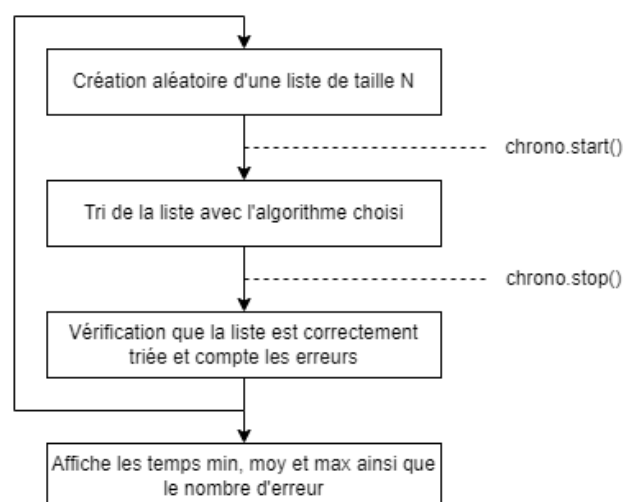 Création aléatoire d'une liste de taille N
chrono.start()
Tri de la liste avec l'algorithme choisi
chrono.stop()
Vérification que la liste est correctement
triée et compte les erreurs
Affiche les temps min, moy et max ainsi que
le nombre d'erreur